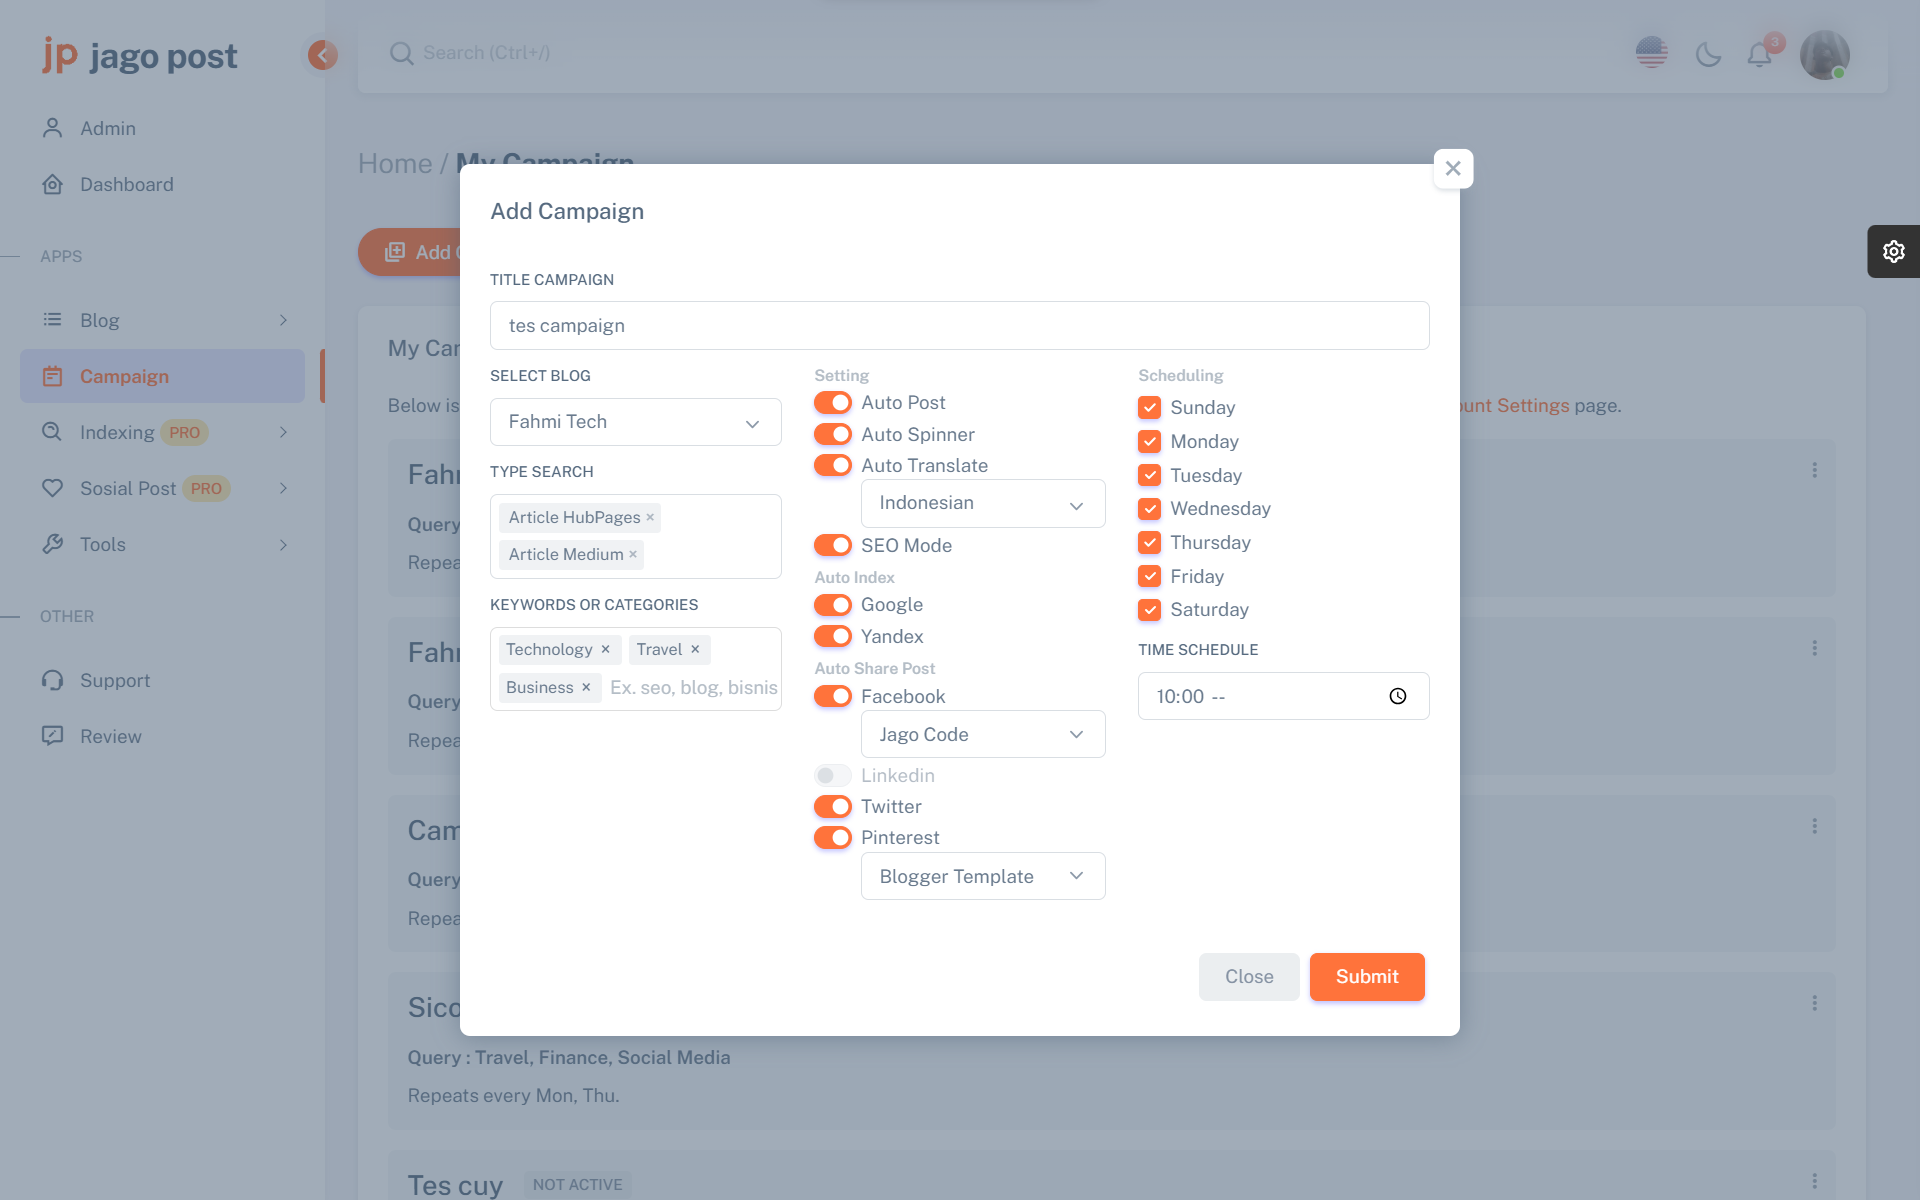 jp jago post
Search (Ctrl+/)
3
Admin
Dashboard
APPS
Blog
Campaign
Indexing PRO
Sosial Post PRO
Tools
OTHER
Support
Review
Home / My Campaign
Add
Add Campaign
TITLE CAMPAIGN
tes campaign
SELECT BLOG
Fahmi Tech
TYPE SEARCH
Article HubPages ×
Article Medium ×
KEYWORDS OR CATEGORIES
Technology ×
Travel ×
Business ×
Ex. seo, blog, bisnis
Setting
Auto Post
Auto Spinner
Auto Translate
Indonesian
SEO Mode
Auto Index
Google
Yandex
Auto Share Post
Facebook
Jago Code
Linkedin
Twitter
Pinterest
Blogger Template
Scheduling
Sunday
Monday
Tuesday
Wednesday
Thursday
Friday
Saturday
TIME SCHEDULE
10:00 --
Close
Submit
My Car
Below is
ount Settings page.
Fahr
Query
Repea
Fahr
Query
Repea
Cam
Query
Repea
Sico
Query : Travel, Finance, Social Media
Repeats every Mon, Thu.
Tes cuy NOT ACTIVE